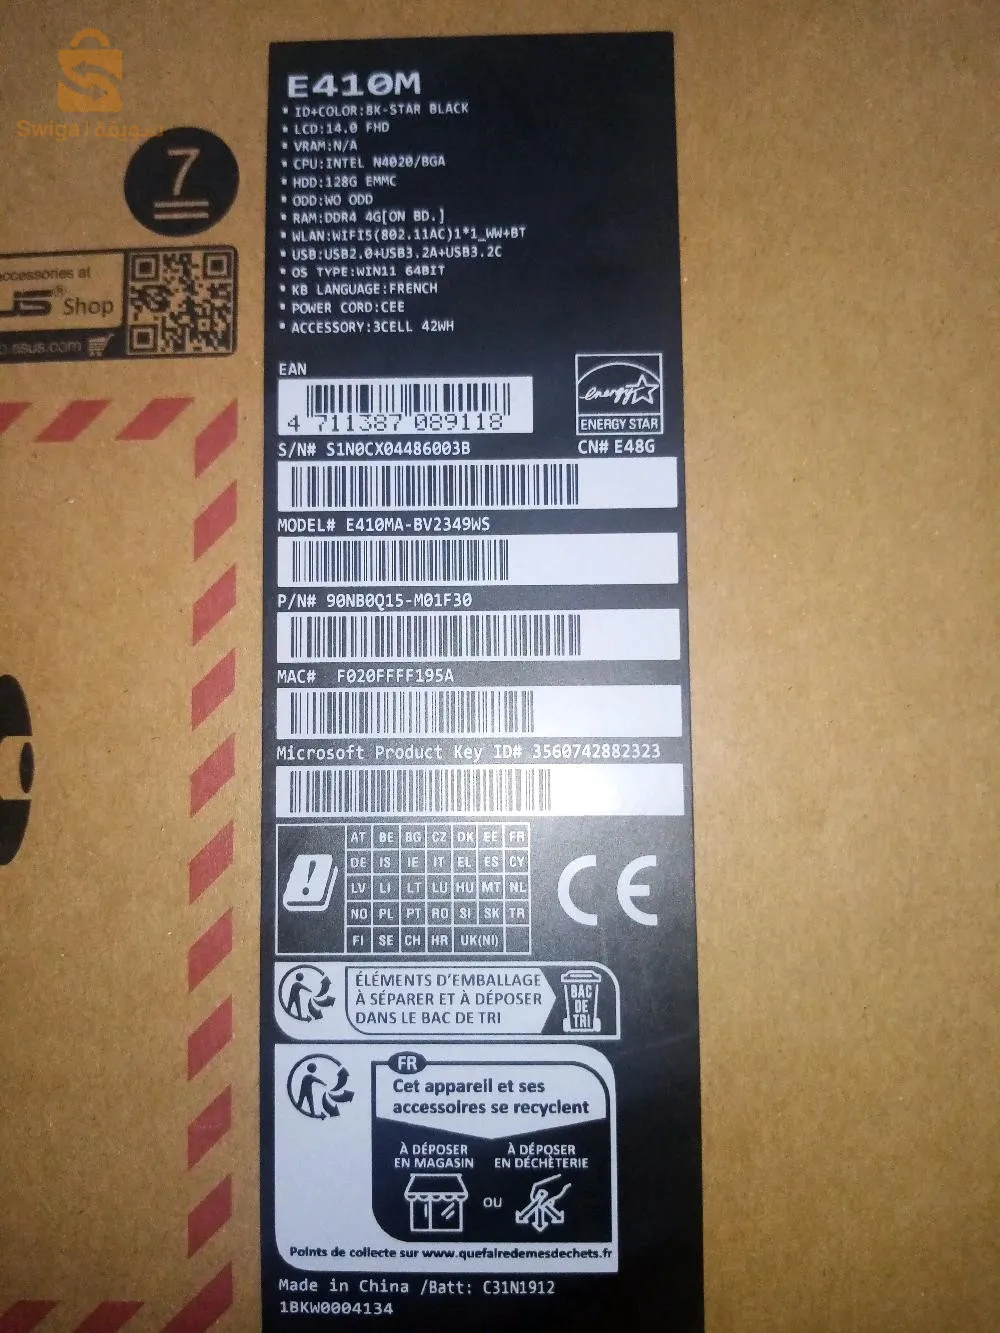 Swiga سويقة
7
ccessories at
US® Shop
.asus.com
E410M
• ID+COLOR:BK-STAR BLACK
• LCD:14.0 FHD
• VRAM:N/A
• CPU:INTEL N4020/BGA
• HDD:128G EMMC
• ODD:WO ODD
• RAM:DDR4 4G[ON BD.]
• WLAN:WIFI5(802.11AC)1*1_WW+BT
• USB:USB2.0+USB3.2A+USB3.2C
• OS TYPE:WIN11 64BIT
• KB LANGUAGE:FRENCH
• POWER CORD:CEE
• ACCESSORY:3CELL 42WH
EAN
4 711387 089118
energy
ENERGY STAR
S/N# S1N0CX04486003B
CN# E48G
MODEL# E410MA-BV2349WS
P/N# 90NB0Q15-M01F30
MAC# F020FFFF195A
Microsoft Product Key ID# 3560742882323
AT BE BG CZ DK EE FR
DE IS IE IT EL ES CY
LV LI LT LU HU MT NL
NO PL PT RO SI SK TR
FI SE CH HR UK(NI)
CE
ÉLÉMENTS D'EMBALLAGE
À SÉPARER ET À DÉPOSER
DANS LE BAC DE TRI
BAC
DE
TRI
FR
Cet appareil et ses
accessoires se recyclent
À DÉPOSER
EN MAGASIN
OU
À DÉPOSER
EN DÉCHÈTERIE
Points de collecte sur www.quefairedemesdechets.fr
Made in China /Batt: C31N1912
1BKW0004134